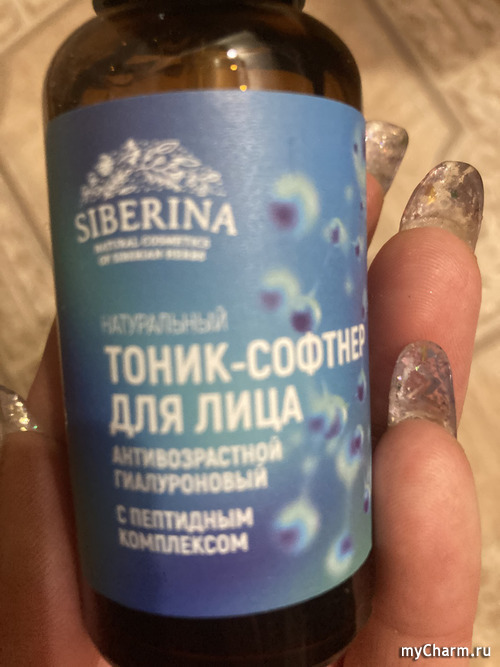 SIBERINA
NATURAL COSMETICS
OF SIBERIAN HERBS
НАТУРАЛЬНЫЙ
ТОНИК-СОФТНЕР
ДЛЯ ЛИЦА
АНТИВОЗРАСТНОЙ
ГИАЛУРОНОВЫЙ
С ПЕПТИДНЫМ
КОМПЛЕКСОМ
myCharm.ru